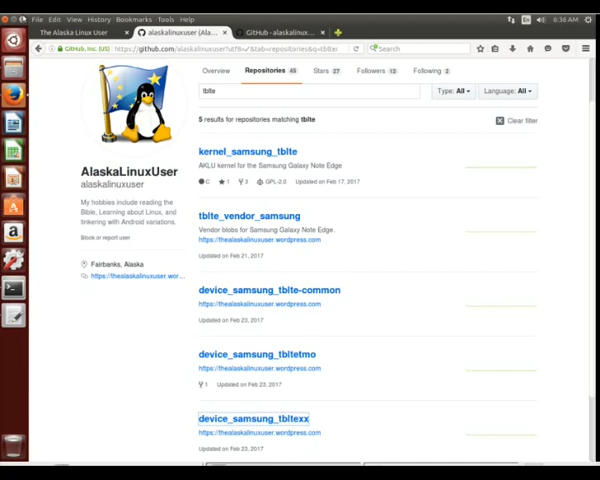 File Edit View History Bookmarks Tools Help
En
6:36 AM
The Alaska Linux User
alaskalinuxuser (Ala...
GitHub - alaskalinux...
GitHub, Inc. (US)
https://github.com/alaskalinuxuser?utf8=✓&tab=repositories&q=tblte
Search
Overview
Repositories 45
Stars 27
Followers 12
Following 2
tblte
Type: All
Language: All
5 results for repositories matching tblte
Clear filter
AlaskaLinuxUser
alaskalinuxuser
My hobbies include reading the
Bible, Learning about Linux, and
tinkering with Android variations.
Block or report user
Fairbanks, Alaska
https://thealaskalinuxuser.wor...
kernel_samsung_tblte
AKLU kernel for the Samsung Galaxy Note Edge
C 1 3 GPL-2.0 Updated on Feb 17, 2017
tblte_vendor_samsung
Vendor blobs for Samsung Galaxy Note Edge.
https://thealaskalinuxuser.wordpress.com
Updated on Feb 21, 2017
device_samsung_tblte-common
https://thealaskalinuxuser.wordpress.com
Updated on Feb 23, 2017
device_samsung_tbltetmo
https://thealaskalinuxuser.wordpress.com
1 Updated on Feb 23, 2017
device_samsung_tbltexx
https://thealaskalinuxuser.wordpress.com
Updated on Feb 23, 2017